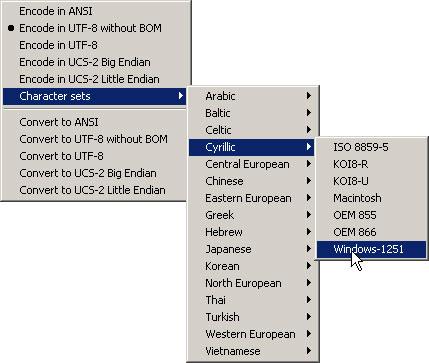 Encode in ANSI
Encode in UTF-8 without BOM
Encode in UTF-8
Encode in UCS-2 Big Endian
Encode in UCS-2 Little Endian
Character sets
Convert to ANSI
Convert to UTF-8 without BOM
Convert to UTF-8
Convert to UCS-2 Big Endian
Convert to UCS-2 Little Endian
Arabic
Baltic
Celtic
Cyrillic
Central European
Chinese
Eastern European
Greek
Hebrew
Japanese
Korean
North European
Thai
Turkish
Western European
Vietnamese
ISO 8859-5
KOI8-R
KOI8-U
Macintosh
OEM 855
OEM 866
Windows-1251